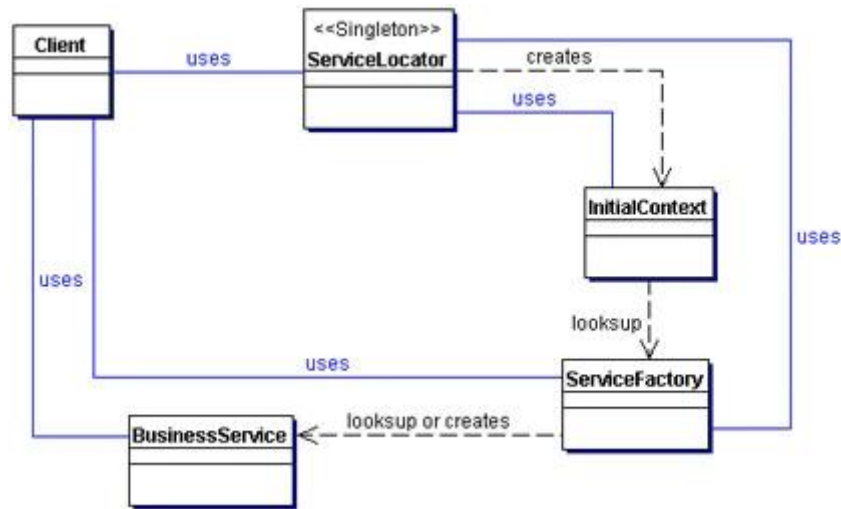 <<Singleton>>
Client
ServiceLocator
uses
creates
uses
InitialContext
uses
uses
looksup
uses
ServiceFactory
looksup or creates
BusinessService